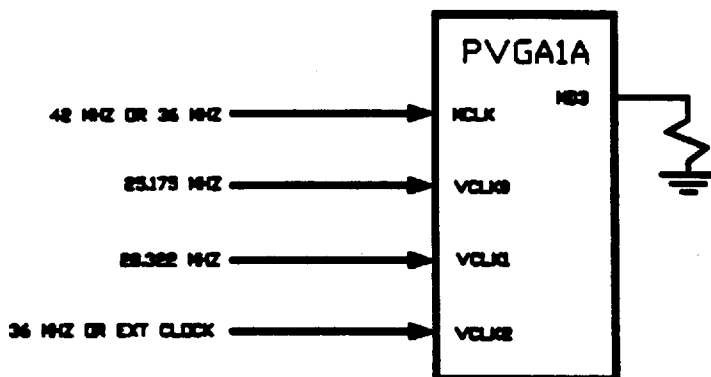 PVGA1A
MD3
42 MHZ OR 36 MHZ
MCLK
25.175 MHZ
VCLK0
28.322 MHZ
VCLK1
36 MHZ OR EXT CLOCK
VCLK2